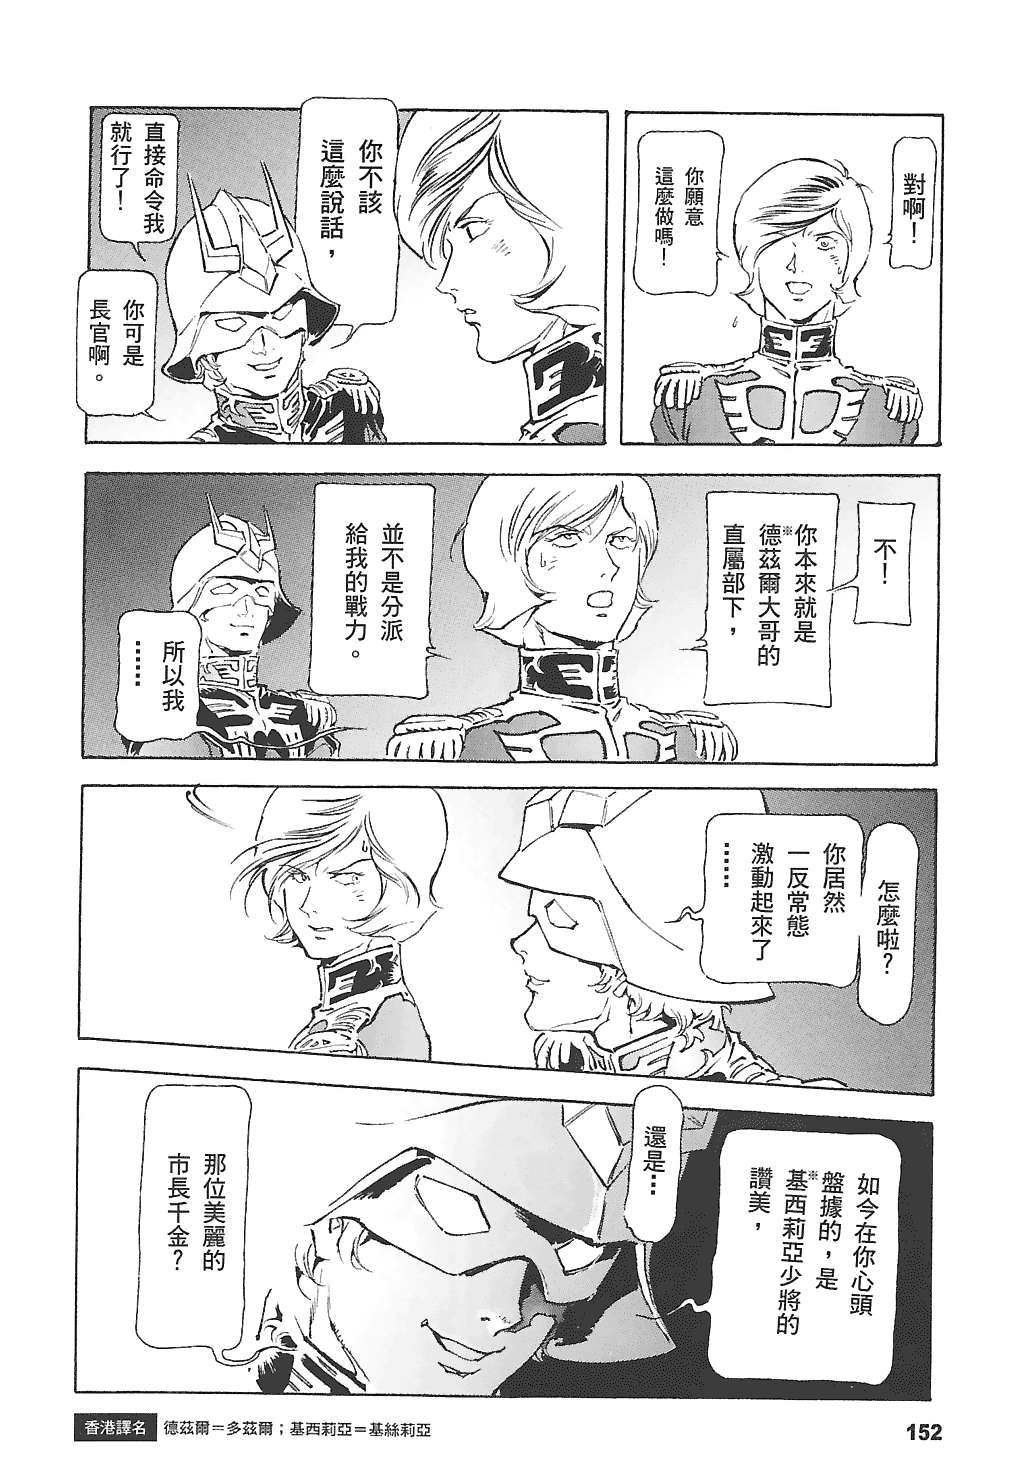 對啊！
你願意
這麼做嗎！
你不該
這麼說話，
直接命令我
就行了！
你可是
長官啊。
不！
※
你本來就是
德茲爾大哥的
直屬部下，
並不是分派
給我的戰力。
所以我
……
怎麼啦？
你居然
一反常態
激動起來了
……
如今在你心頭
盤據的，是
※
基西莉亞少將的
讚美，
還是…
那位美麗的
市長千金？
香港譯名 德茲爾＝多茲爾；基西莉亞＝基絲莉亞
152